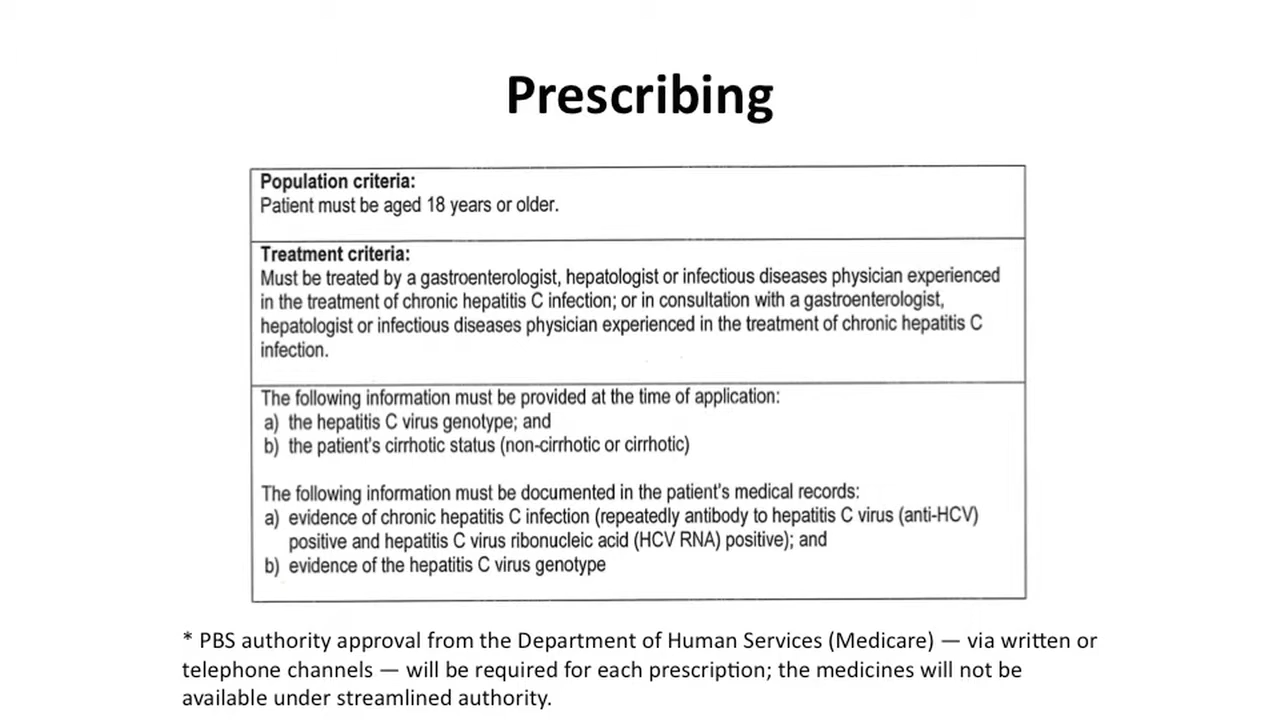 Prescribing
Population criteria:
Patient must be aged 18 years or older.
Treatment criteria:
Must be treated by a gastroenterologist, hepatologist or infectious diseases physician experienced
in the treatment of chronic hepatitis C infection; or in consultation with a gastroenterologist,
hepatologist or infectious diseases physician experienced in the treatment of chronic hepatitis C
infection.
The following information must be provided at the time of application:
a) the hepatitis C virus genotype; and
b) the patient's cirrhotic status (non-cirrhotic or cirrhotic)
The following information must be documented in the patient's medical records:
a) evidence of chronic hepatitis C infection (repeatedly antibody to hepatitis C virus (anti-HCV)
positive and hepatitis C virus ribonucleic acid (HCV RNA) positive); and
b) evidence of the hepatitis C virus genotype
* PBS authority approval from the Department of Human Services (Medicare) — via written or
telephone channels — will be required for each prescription; the medicines will not be
available under streamlined authority.